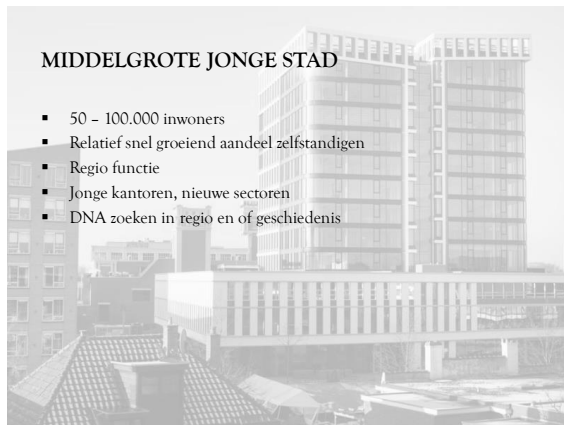 MIDDELGROTE JONGE STAD
▪ 50 – 100.000 inwoners
▪ Relatief snel groeiend aandeel zelfstandigen
▪ Regio functie
▪ Jonge kantoren, nieuwe sectoren
▪ DNA zoeken in regio en of geschiedenis